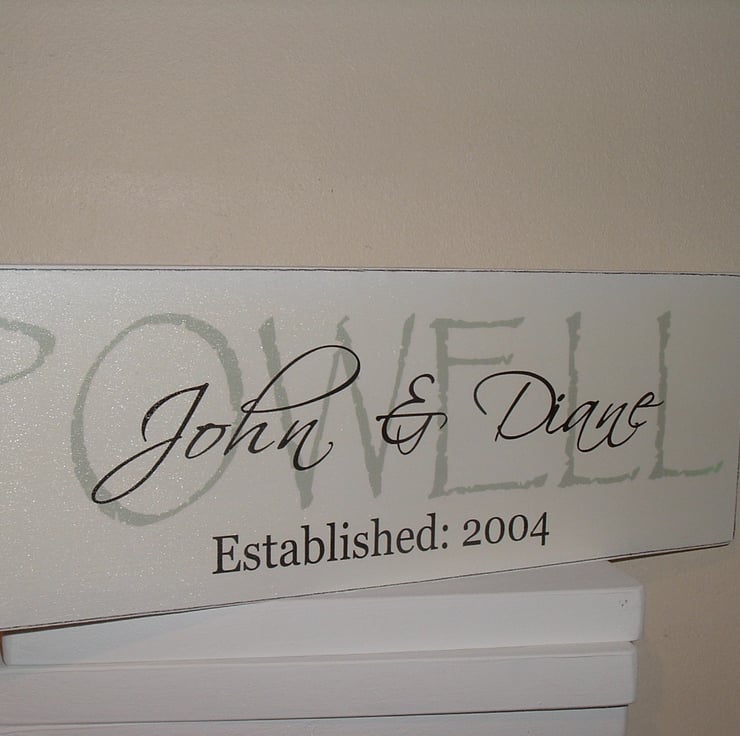 POWELL
John & Diane
Established: 2004